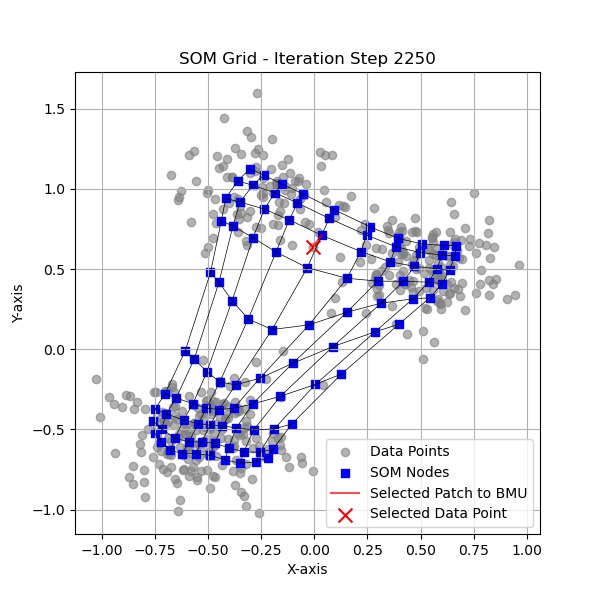 SOM Grid - Iteration Step 2250
1.5
1.0
0.5
0.0
−0.5
−1.0
Y-axis
−1.00 −0.75 −0.50 −0.25 0.00 0.25 0.50 0.75 1.00
X-axis
Data Points
SOM Nodes
Selected Patch to BMU
Selected Data Point